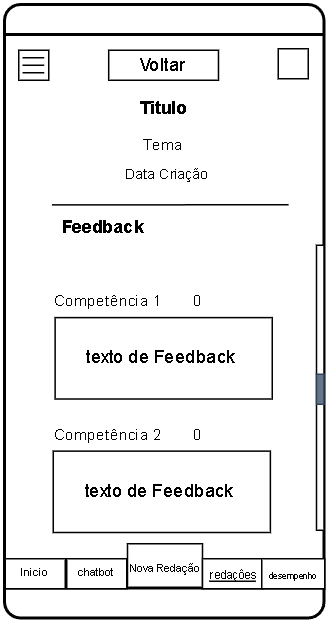 Voltar
Titulo
Tema
Data Criação
Feedback
Competência 1 0
texto de Feedback
Competência 2 0
texto de Feedback
Inicio chatbot Nova Redação redações desempenho